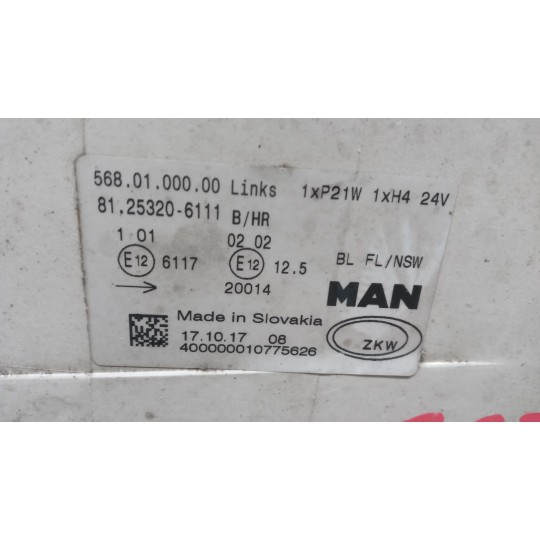 568.01.000.00 Links 1xP21W 1xH4 24V
81.25320-6111 B/HR
1 01 02 02
E12 6117 E12 12.5 BL FL/NSW
20014
MAN
Made in Slovakia
17.10.17 08
400000010775626
ZKW